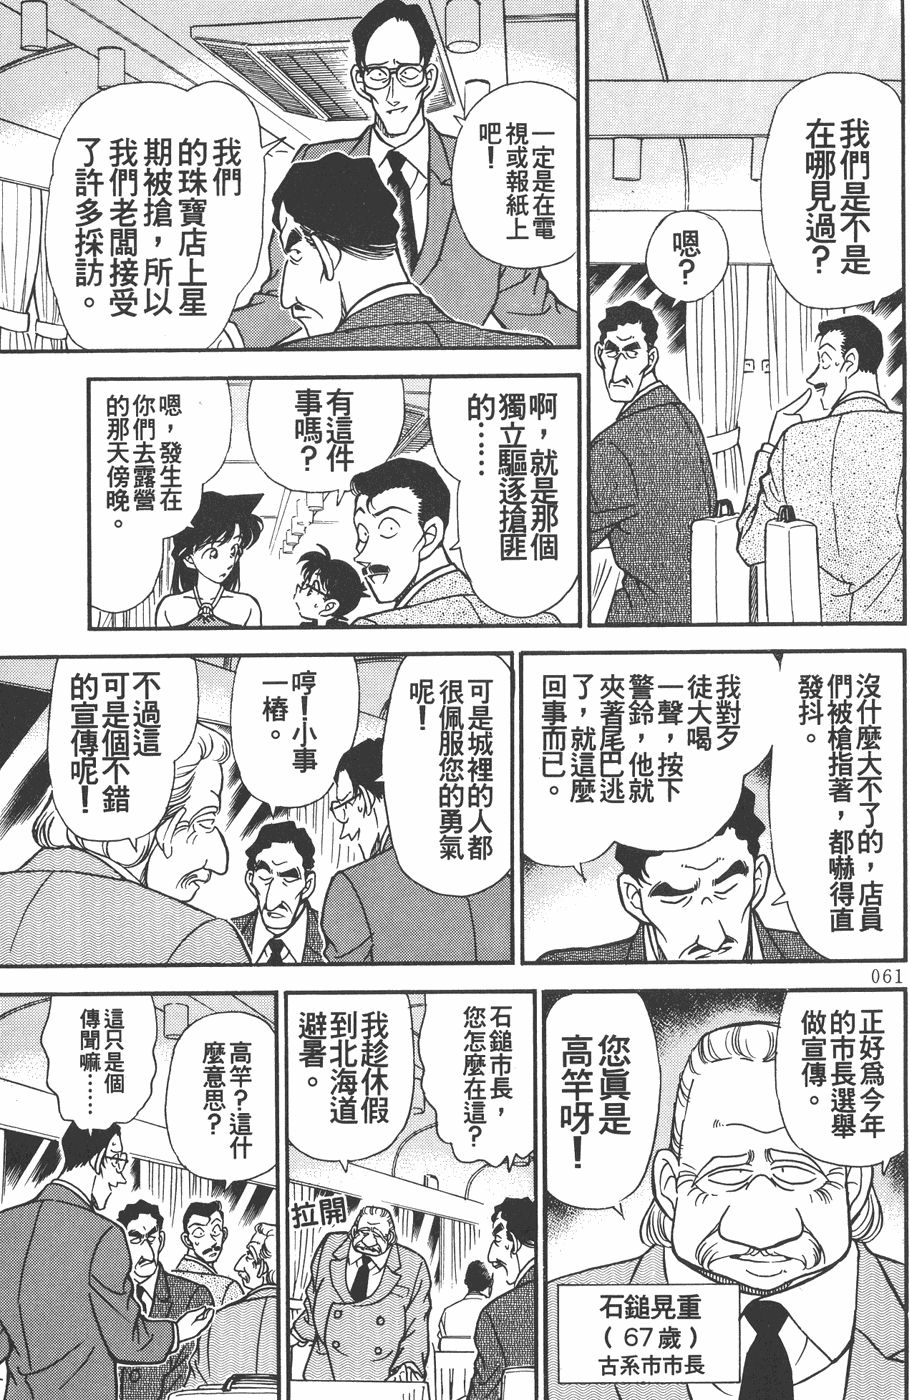 我們是不是
在哪見過?
嗯?
一定是在電
視或報紙上
吧!
我們
的珠寶店上星
期被搶,所以
我們老闆接受
了許多採訪。
啊,就是那個
獨立驅逐搶匪
的……
有這件
事嗎?
嗯,發生在
你們去露營
的那天傍晚。
沒什麼大不了的,店員
們被槍指著,都嚇得直
發抖。
我對歹
徒大喝
一聲,按下
警鈴,他就
夾著尾巴逃
了,就這麼
回事而已。
可是城裡的人都
很佩服您的勇氣
呢!
哼!小事
一樁。
不過這
可是個不錯
的宣傳呢!
061
正好為今年
的市長選舉
做宣傳。
您真是
高竿呀!
石鎚晃重
(67歲)
古系市市長
石鎚市長,
您怎麼在這?
我趁休假
到北海道
避暑。
拉開
高竿?這什
麼意思?
這只是個
傳聞嘛……